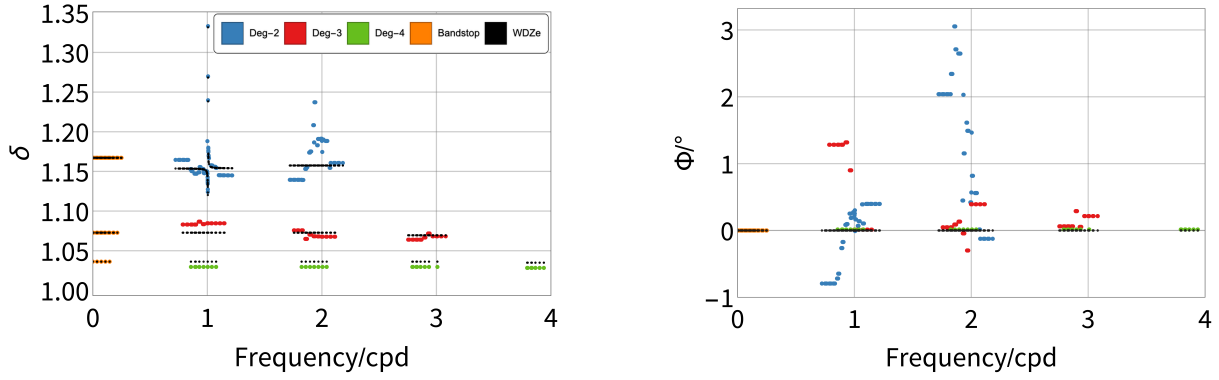 1.35
1.30
1.25
1.20
1.15
1.10
1.05
1.00
δ
Deg-2 Deg-3 Deg-4 Bandstop WDZe
0 1 2 3 4
Frequency/cpd
3
2
1
0
−1
Φ/°
0 1 2 3 4
Frequency/cpd